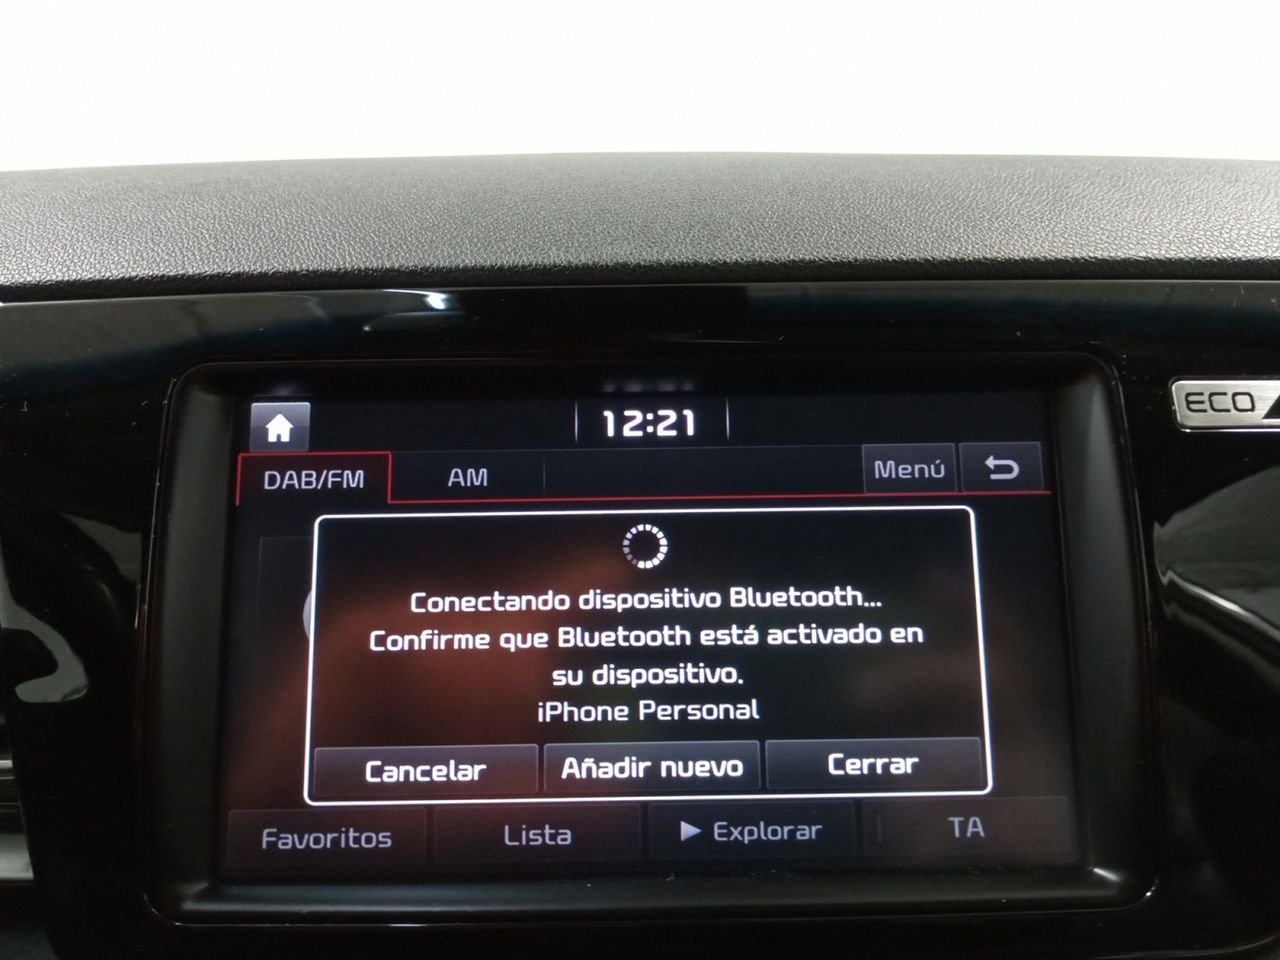 12:21
ECO
DAB/FM
AM
Menú
Conectando dispositivo Bluetooth...
Confirme que Bluetooth está activado en
su dispositivo.
iPhone Personal
Cancelar
Añadir nuevo
Cerrar
Favoritos
Lista
Explorar
TA